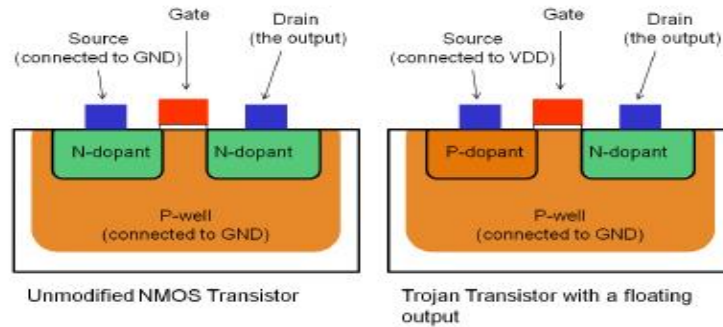 Gate
Drain
Source
(the output)
(connected to GND)
N-dopant
N-dopant
P-well
(connected to GND)
Unmodified NMOS Transistor
Gate
Drain
Source
(the output)
(connected to VDD)
P-dopant
N-dopant
P-well
(connected to GND)
Trojan Transistor with a floating
output